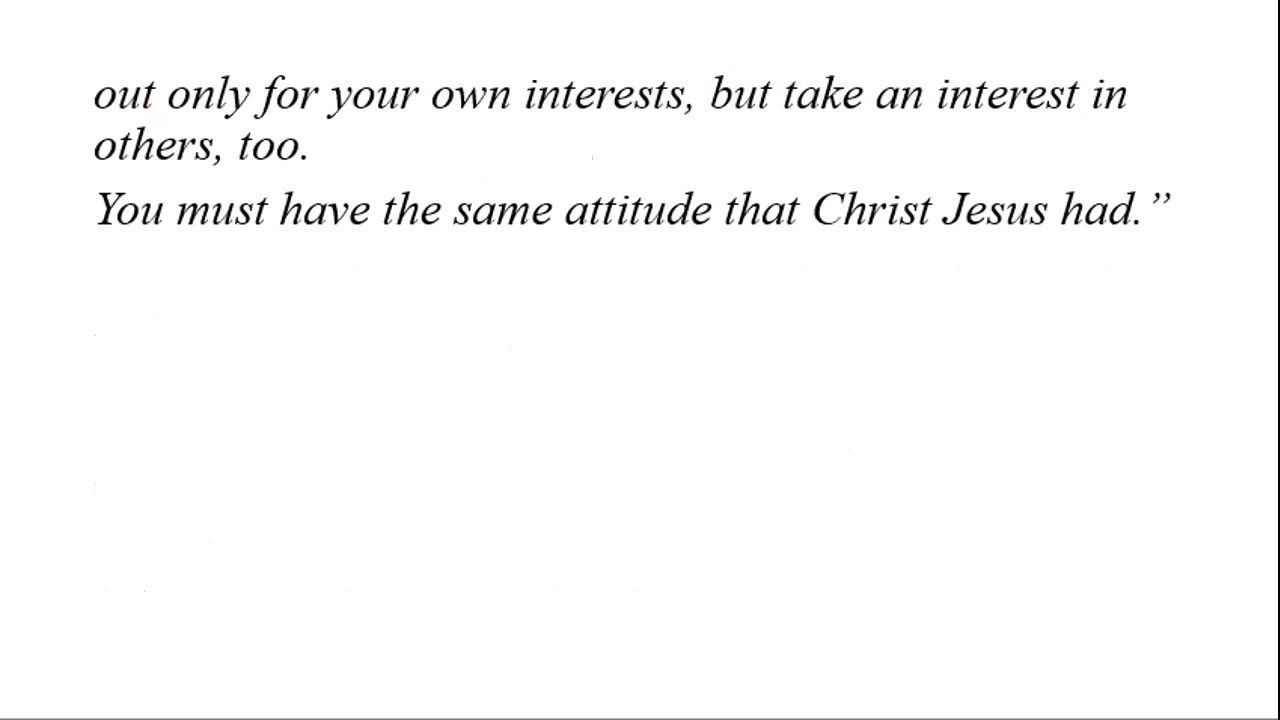 out only for your own interests, but take an interest in
others, too.
You must have the same attitude that Christ Jesus had.”